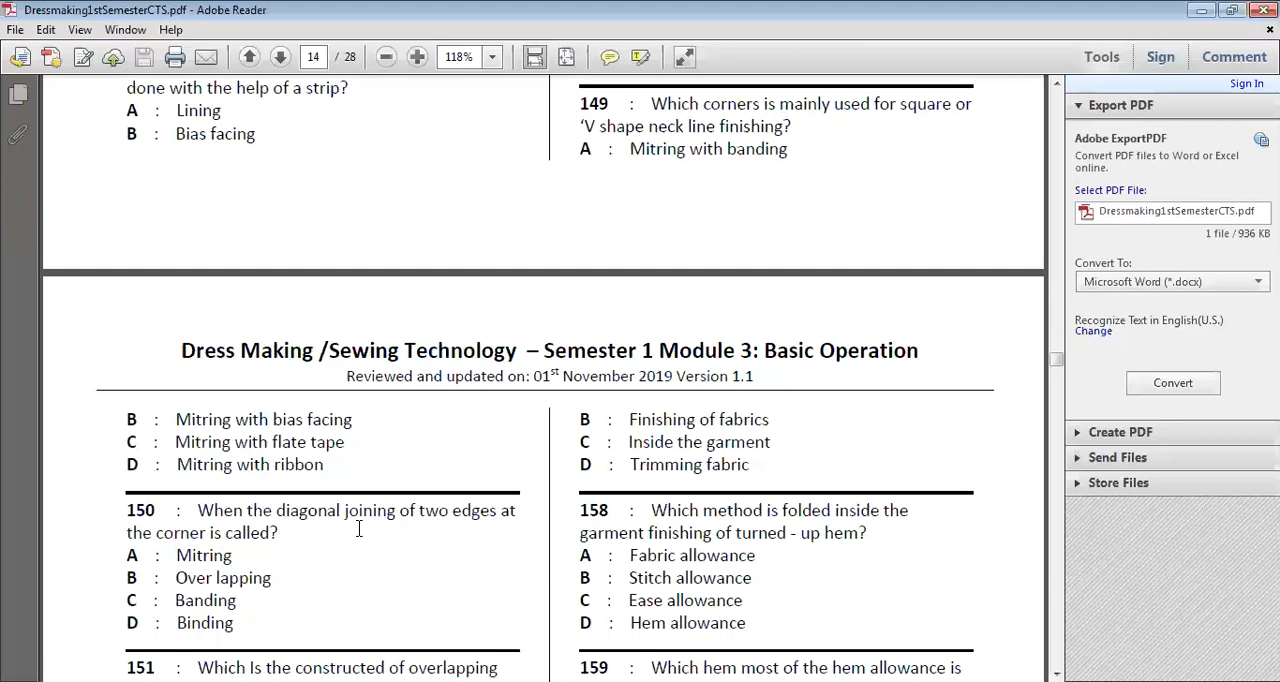 Dressmaking1stSemesterCTS.pdf - Adobe Reader
File Edit View Window Help
14 / 28 118% Tools Sign Comment
Sign In
done with the help of a strip?
A : Lining
B : Bias facing
149 : Which corners is mainly used for square or
‘V shape neck line finishing?
A : Mitring with banding
Dress Making /Sewing Technology – Semester 1 Module 3: Basic Operation
Reviewed and updated on: 01st November 2019 Version 1.1
B : Mitring with bias facing
C : Mitring with flate tape
D : Mitring with ribbon
150 : When the diagonal joining of two edges at
the corner is called?
A : Mitring
B : Over lapping
C : Banding
D : Binding
151 : Which Is the constructed of overlapping
B : Finishing of fabrics
C : Inside the garment
D : Trimming fabric
158 : Which method is folded inside the
garment finishing of turned - up hem?
A : Fabric allowance
B : Stitch allowance
C : Ease allowance
D : Hem allowance
159 : Which hem most of the hem allowance is
Export PDF
Adobe ExportPDF
Convert PDF files to Word or Excel
online.
Select PDF File:
Dressmaking1stSemesterCTS.pdf
1 file / 936 KB
Convert To:
Microsoft Word (*.docx)
Recognize Text in English(U.S.)
Change
Convert
Create PDF
Send Files
Store Files